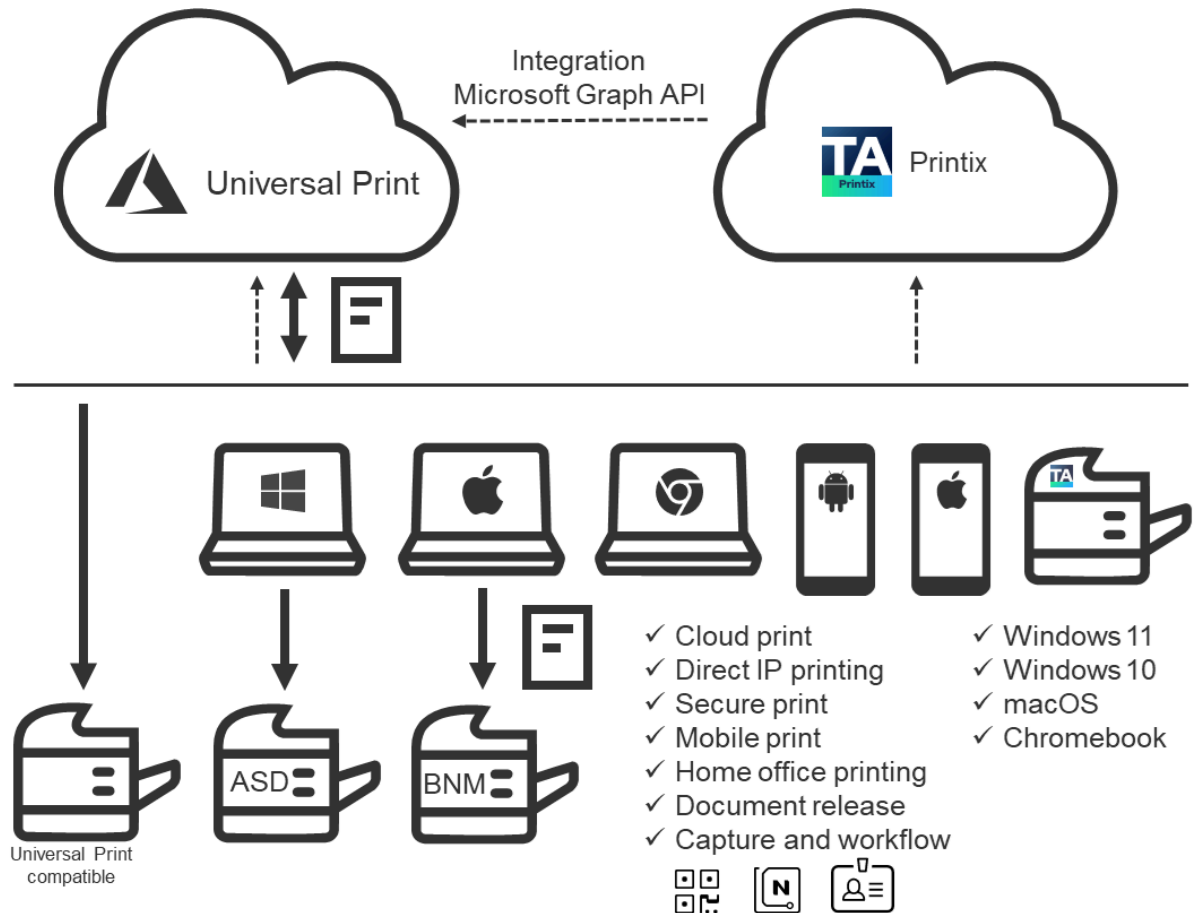 Integration
Microsoft Graph API
Universal Print
TA
Printix
Printix
TA
ASD
BNM
Universal Print
compatible
✓ Cloud print
✓ Direct IP printing
✓ Secure print
✓ Mobile print
✓ Home office printing
✓ Document release
✓ Capture and workflow
✓ Windows 11
✓ Windows 10
✓ macOS
✓ Chromebook
N